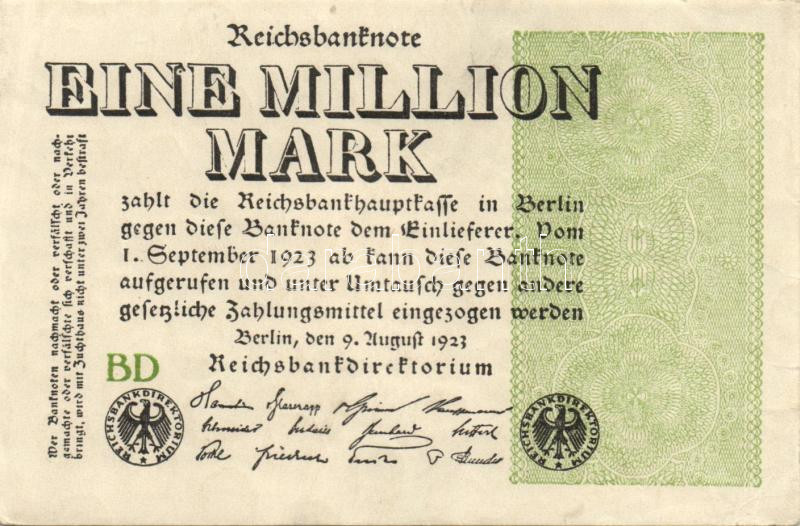 Reichsbanknote
EINE MILLION
MARK
zahlt die Reichsbankhauptkasse in Berlin
gegen diese Banknote dem Einlieferer. Vom
1. September 1923 ab kann diese Banknote
aufgerufen und unter Umtausch gegen andere
gesetzliche Zahlungsmittel eingezogen werden
Berlin, den 9. August 1923
Reichsbankdirektorium
BD
Wer Banknoten nachmacht oder verfälscht oder nach-
gemachte oder verfälschte sich verschafft und in Verkehr
bringt, wird mit Zuchthaus nicht unter zwei Jahren bestraft
REICHSBANKDIREKTORIUM
REICHSBANKDIREKTORIUM
darabanth